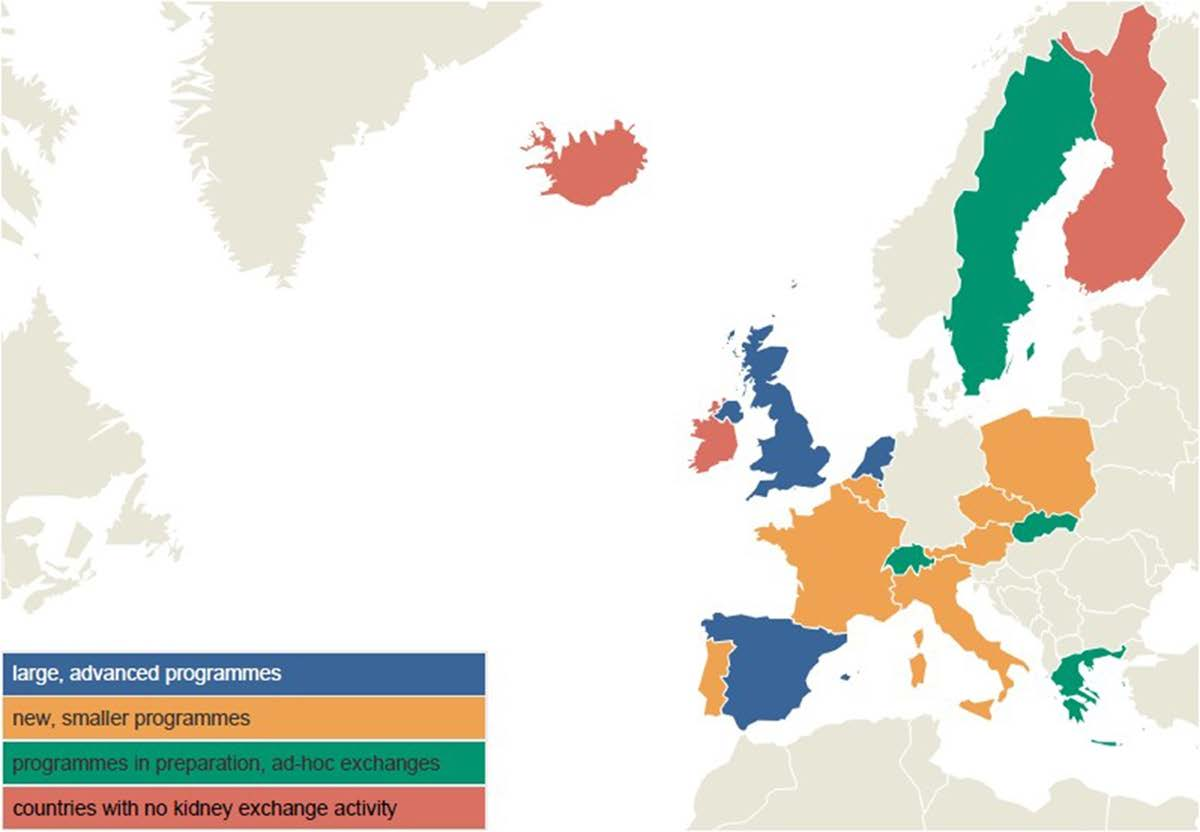 large, advanced programmes
new, smaller programmes
programmes in preparation, ad-hoc exchanges
countries with no kidney exchange activity